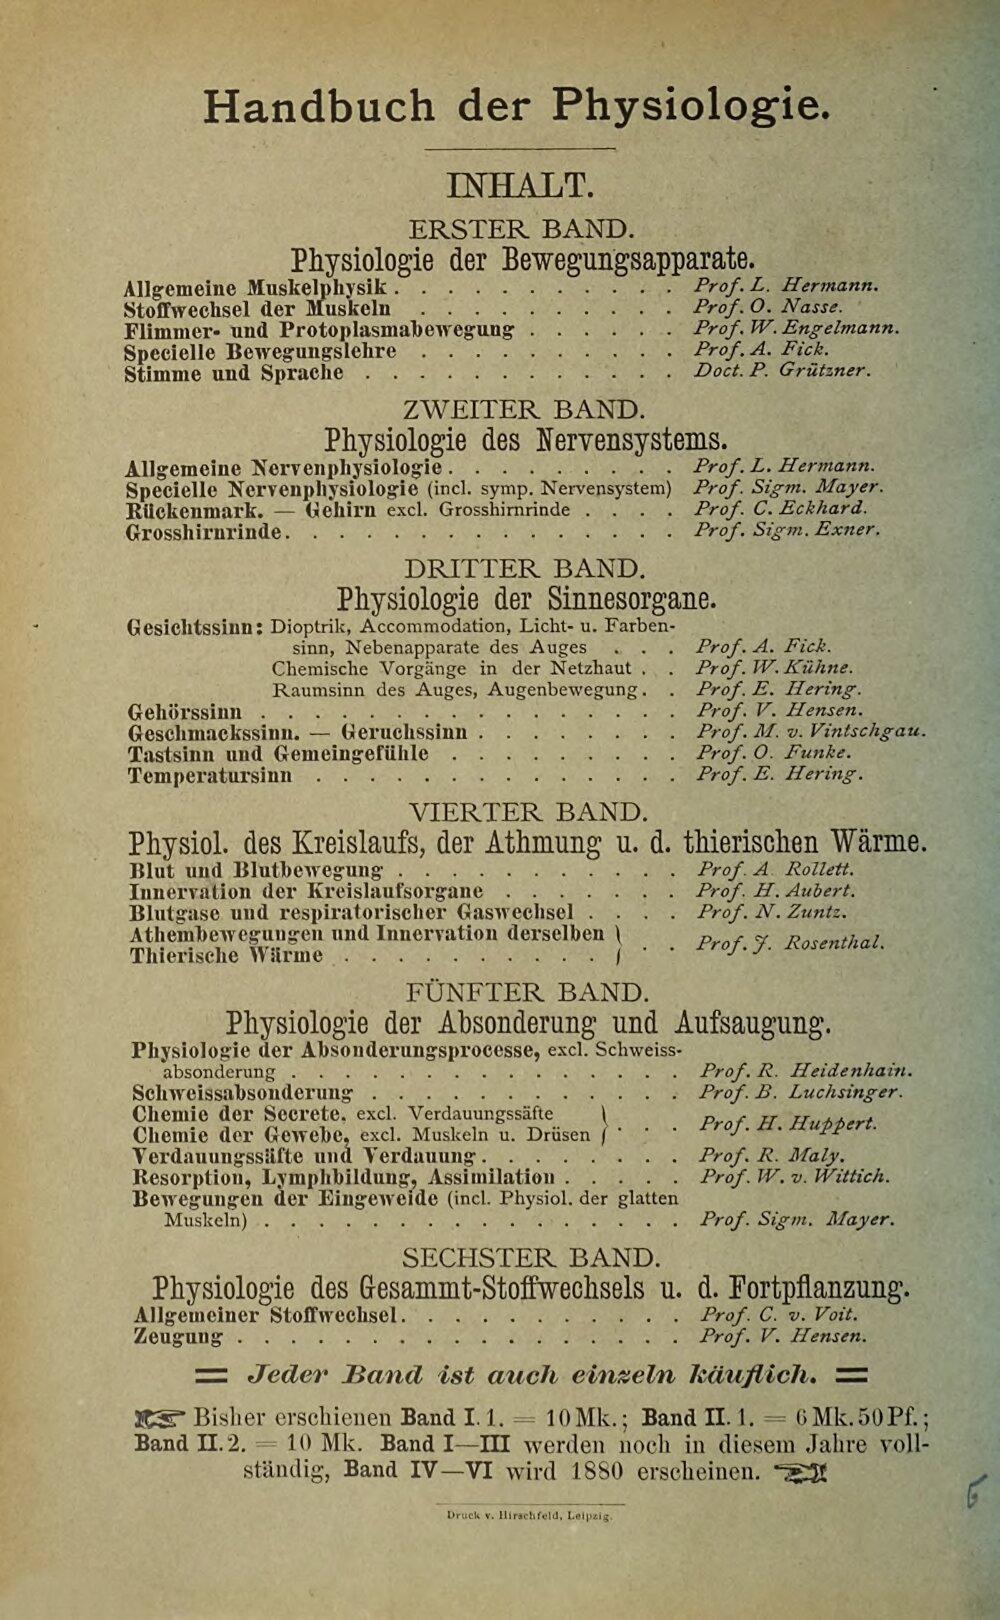 Handbuch der Physiologie.
INHALT.
ERSTER BAND.
Physiologie der Bewegungsapparate.
Allgemeine Muskelphysik . . . . . . . . . . . Prof. L. Hermann.
Stoffwechsel der Muskeln . . . . . . . . . . Prof. O. Nasse.
Flimmer- und Protoplasmabewegung . . . . . . Prof. W. Engelmann.
Specielle Bewegungslehre . . . . . . . . . . Prof. A. Fick.
Stimme und Sprache . . . . . . . . . . . . Doct. P. Grützner.
ZWEITER BAND.
Physiologie des Nervensystems.
Allgemeine Nervenphysiologie . . . . . . . . . Prof. L. Hermann.
Specielle Nervenphysiologie (incl. symp. Nervensystem) Prof. Sigm. Mayer.
Rückenmark. — Gehirn excl. Grosshirnrinde . . . . Prof. C. Eckhard.
Grosshirnrinde. . . . . . . . . . . . . . . . Prof. Sigm. Exner.
DRITTER BAND.
Physiologie der Sinnesorgane.
Gesichtssinn: Dioptrik, Accommodation, Licht- u. Farben-
sinn, Nebenapparate des Auges . . . Prof. A. Fick.
Chemische Vorgänge in der Netzhaut . . Prof. W. Kühne.
Raumsinn des Auges, Augenbewegung. . . Prof. E. Hering.
Gehörssinn . . . . . . . . . . . . . . . . Prof. V. Hensen.
Geschmackssinn. — Geruchssinn . . . . . . . . Prof. M. v. Vintschgau.
Tastsinn und Gemeingefühle . . . . . . . . . Prof. O. Funke.
Temperatursinn . . . . . . . . . . . . . . Prof. E. Hering.
VIERTER BAND.
Physiol. des Kreislaufs, der Athmung u. d. thierischen Wärme.
Blut und Blutbewegung . . . . . . . . . . . Prof. A. Rollett.
Innervation der Kreislaufsorgane . . . . . . . Prof. H. Aubert.
Blutgase und respiratorischer Gaswechsel . . . . Prof. N. Zuntz.
Athembewegungen und Innervation derselben } . . Prof. J. Rosenthal.
Thierische Wärme . . . . . . . . . . }
FÜNFTER BAND.
Physiologie der Absonderung und Aufsaugung.
Physiologie der Absonderungsprocesse, excl. Schweiss-
absonderung . . . . . . . . . . . . . . . Prof. R. Heidenhain.
Schweissabsonderung . . . . . . . . . . . . Prof. B. Luchsinger.
Chemie der Secrete. excl. Verdauungssäfte } . . . Prof. H. Huppert.
Chemie der Gewebe, excl. Muskeln u. Drüsen }
Verdauungssäfte und Verdauung. . . . . . . . . Prof. R. Maly.
Resorption, Lymphbildung, Assimilation . . . . . Prof. W. v. Wittich.
Bewegungen der Eingeweide (incl. Physiol. der glatten
Muskeln) . . . . . . . . . . . . . . . . Prof. Sigm. Mayer.
SECHSTER BAND.
Physiologie des Gesammt-Stoffwechsels u. d. Fortpflanzung.
Allgemeiner Stoffwechsel. . . . . . . . . . . . Prof. C. v. Voit.
Zeugung . . . . . . . . . . . . . . . . . Prof. V. Hensen.
= Jeder Band ist auch einzeln käuflich. =
☞ Bisher erschienen Band I. 1. = 10 Mk.; Band II. 1. = 6 Mk. 50 Pf.;
Band II. 2. = 10 Mk. Band I—III werden noch in diesem Jahre voll-
ständig, Band IV—VI wird 1880 erscheinen. ☜
Druck v. Hirschfeld, Leipzig.